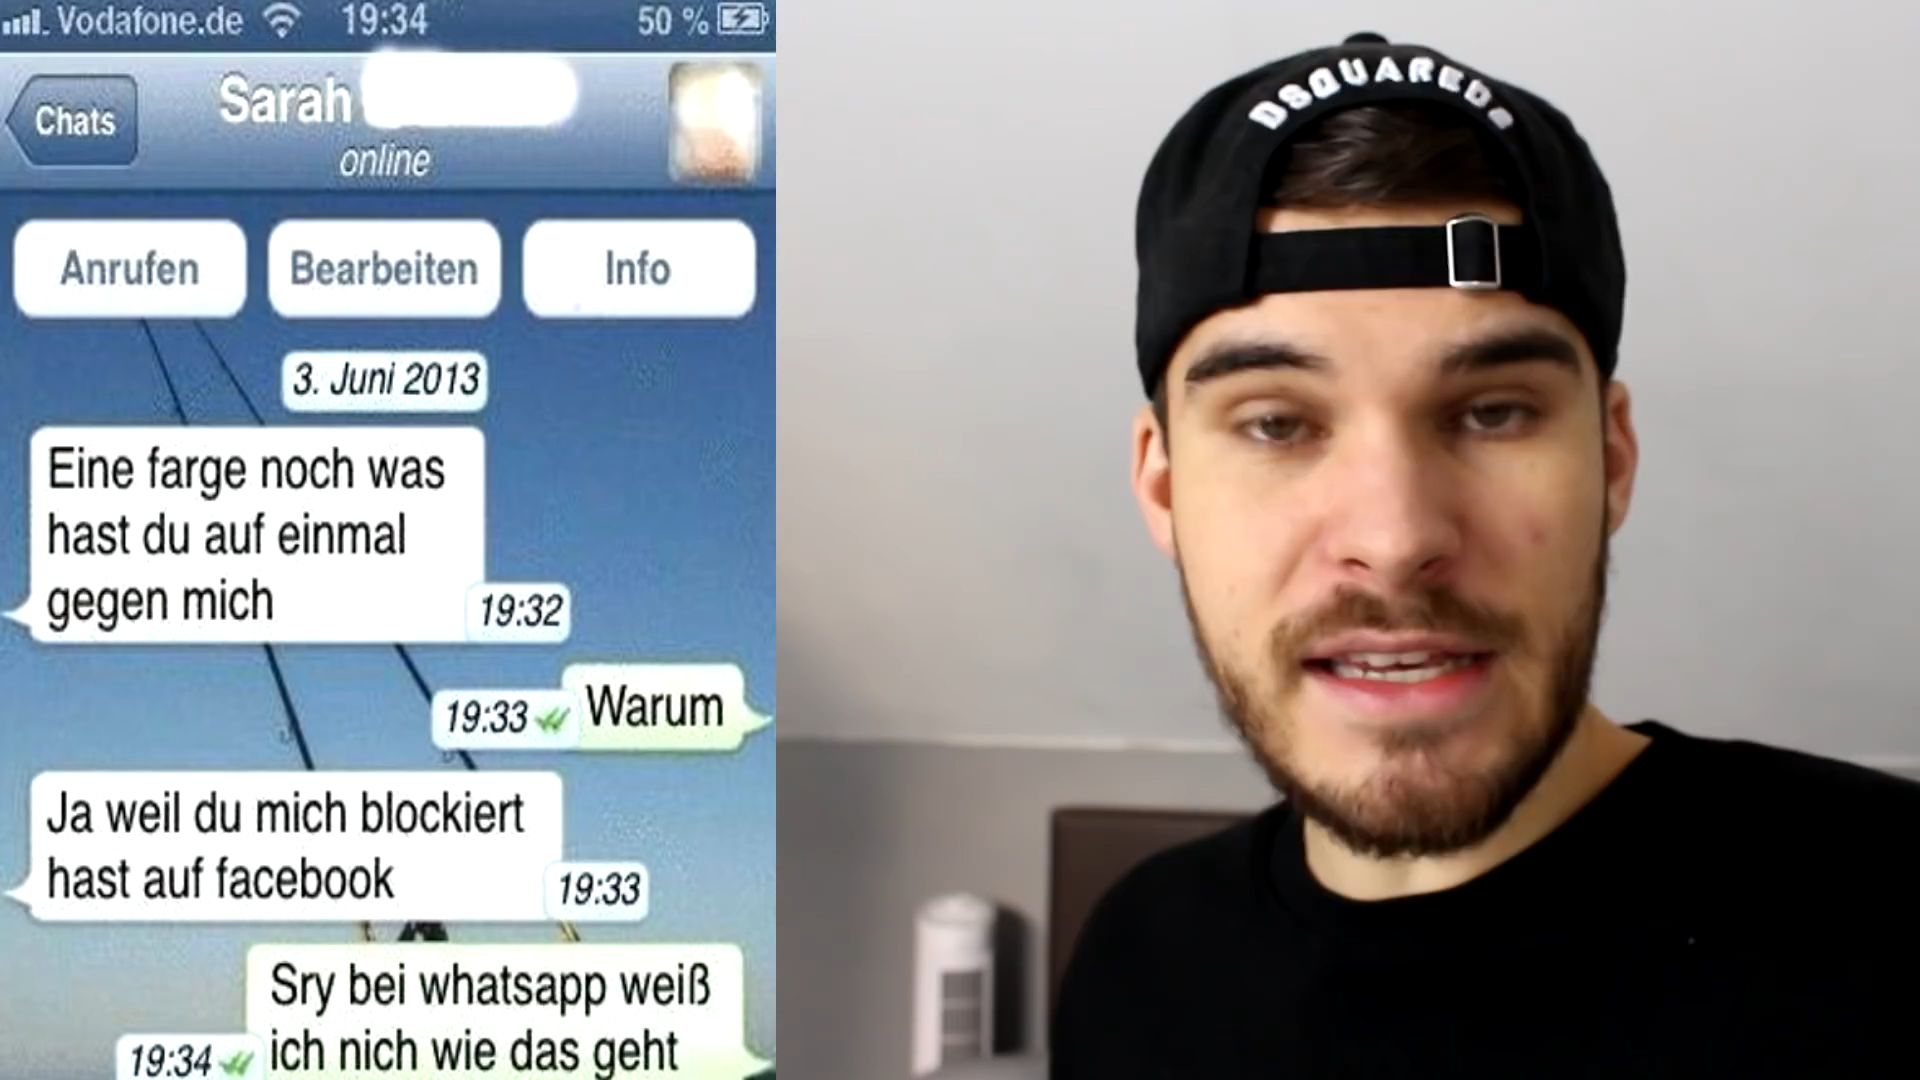 Vodafone.de 19:34 50 %
Chats
Sarah
online
Anrufen Bearbeiten Info
3. Juni 2013
Eine farge noch was
hast du auf einmal
gegen mich
19:32
19:33 Warum
Ja weil du mich blockiert
hast auf facebook
19:33
Sry bei whatsapp weiß
ich nich wie das geht
19:34
DSQUARED2